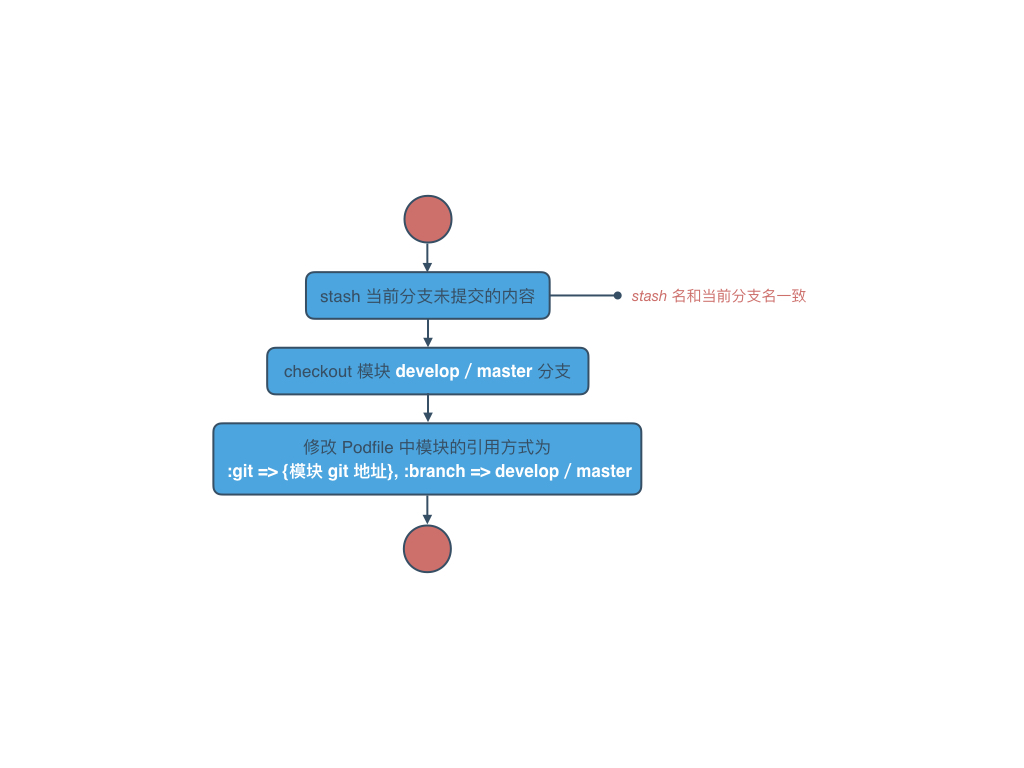 stash 当前分支未提交的内容
stash 名和当前分支名一致
checkout 模块 develop / master 分支
修改 Podfile 中模块的引用方式为
:git => {模块 git 地址}, :branch => develop / master